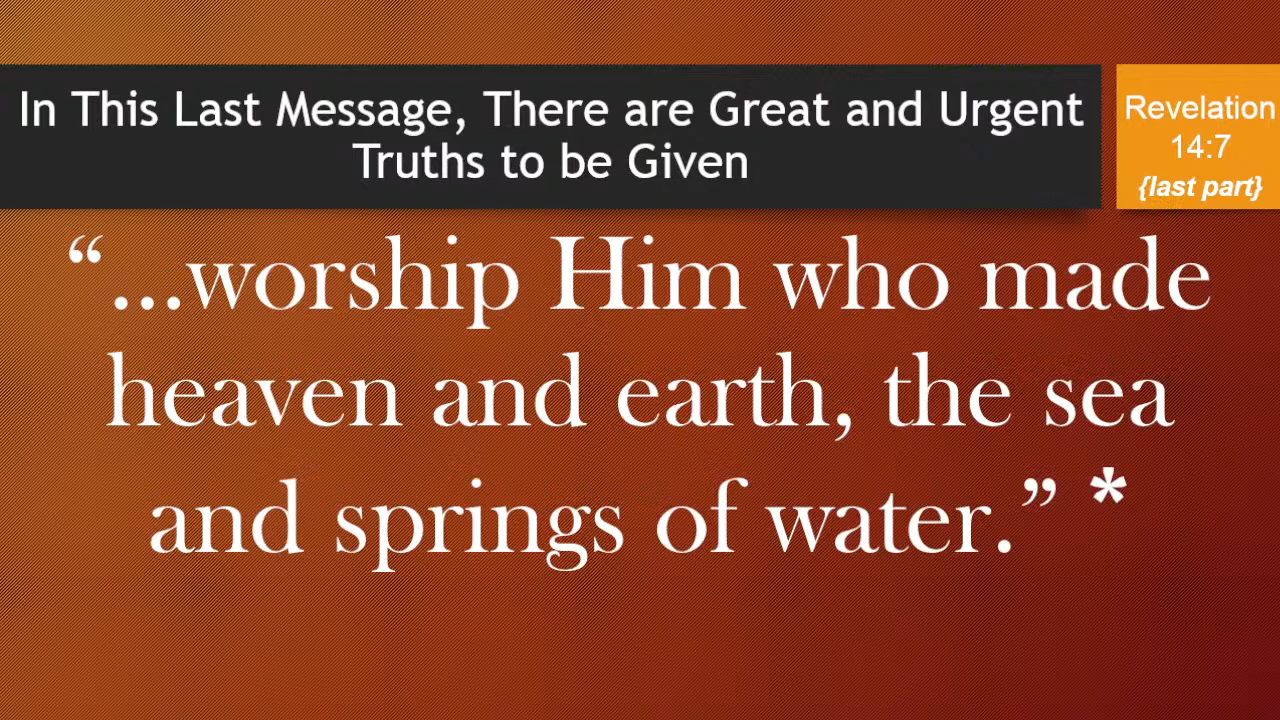 In This Last Message, There are Great and Urgent
Truths to be Given
Revelation
14:7
{last part}
“…worship Him who made
heaven and earth, the sea
and springs of water.” *